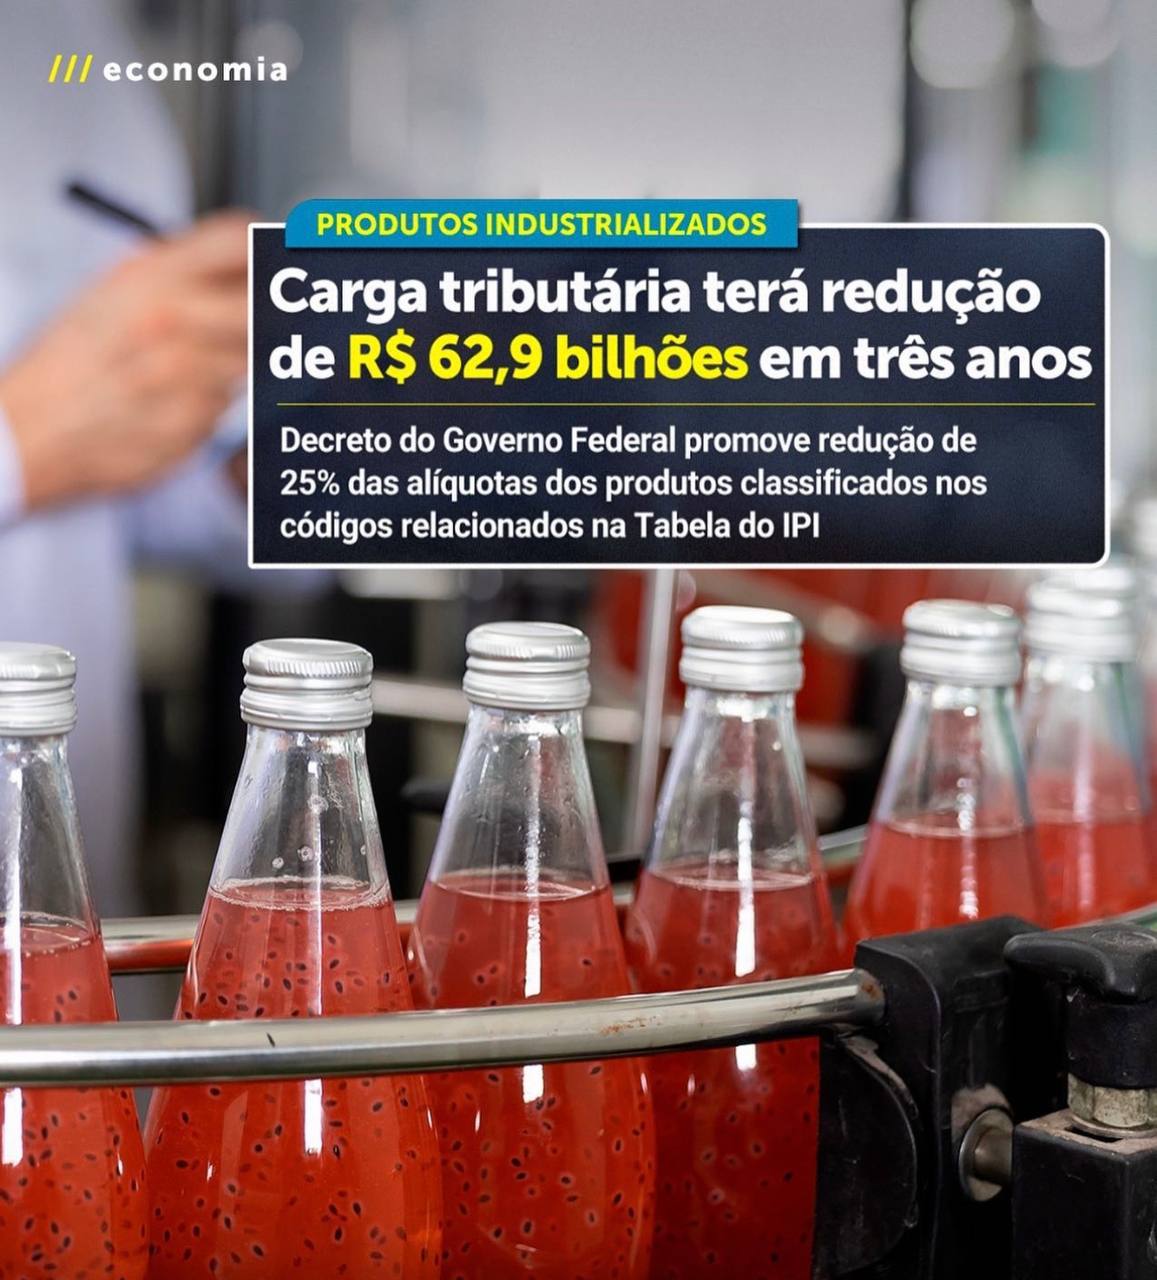 /// economia
PRODUTOS INDUSTRIALIZADOS
Carga tributária terá redução
de R$ 62,9 bilhões em três anos
Decreto do Governo Federal promove redução de
25% das alíquotas dos produtos classificados nos
códigos relacionados na Tabela do IPI